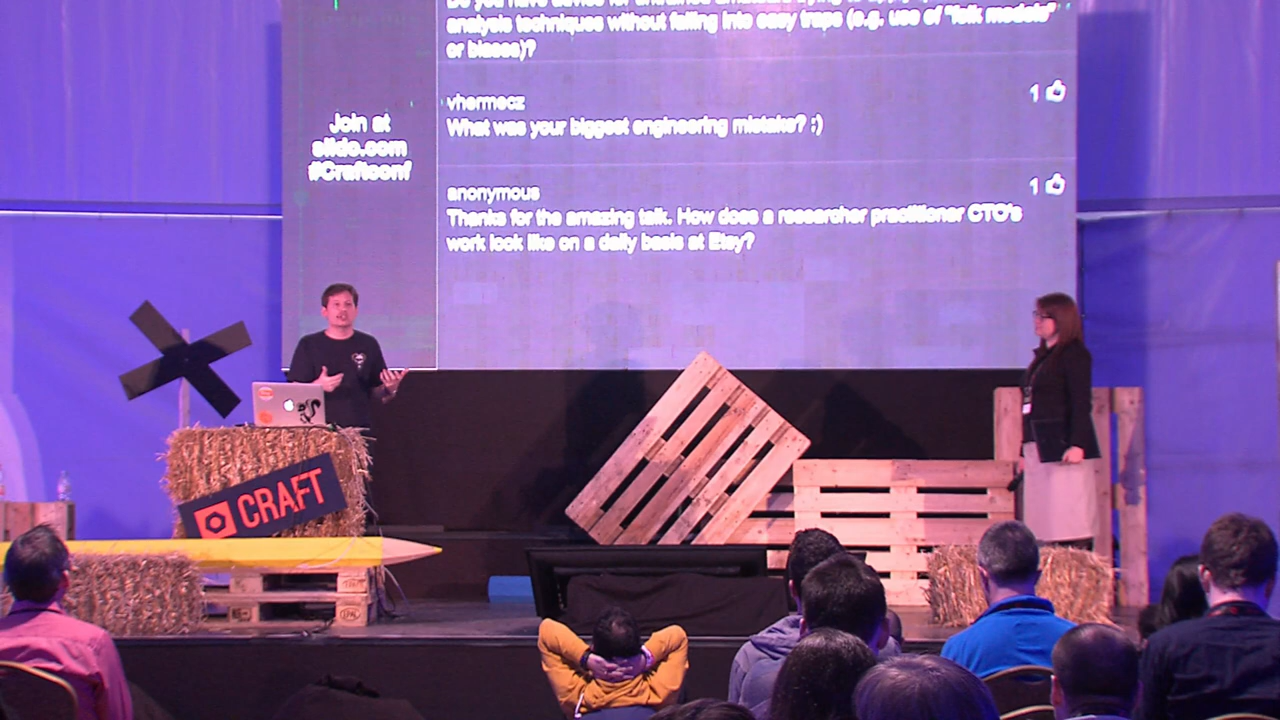 analysis techniques without falling into easy traps (e.g. use of "folk models"
or biases)?
Join at
slido.com
#Craftconf
vhermecz
1
What was your biggest engineering mistake? ;)
anonymous
1
Thanks for the amazing talk. How does a researcher practitioner CTO's
work look like on a daily basis at Etsy?
CRAFT